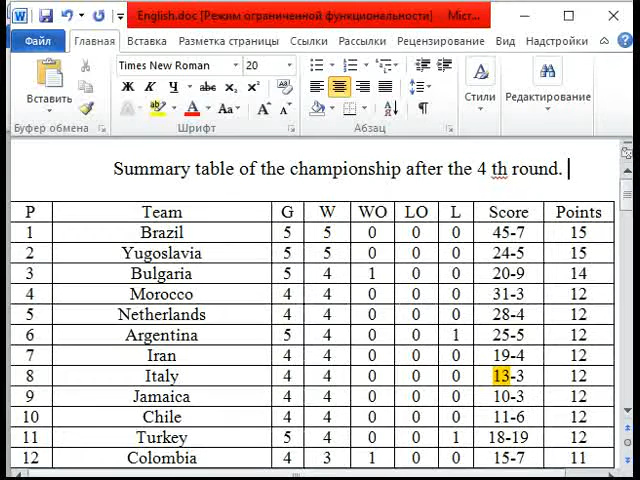 English.doc [Режим ограниченной функциональности] - Micr...
Файл Главная Вставка Разметка страницы Ссылки Рассылки Рецензирование Вид Надстройки
Times New Roman 20
Вставить
Ж К Ч abc x₂ x²
А Aa А А
Стили Редактирование
Буфер обмена Шрифт Абзац
Summary table of the championship after the 4 th round.
P Team G W WO LO L Score Points
1 Brazil 5 5 0 0 0 45-7 15
2 Yugoslavia 5 5 0 0 0 24-5 15
3 Bulgaria 5 4 1 0 0 20-9 14
4 Morocco 4 4 0 0 0 31-3 12
5 Netherlands 4 4 0 0 0 28-4 12
6 Argentina 5 4 0 0 1 25-5 12
7 Iran 4 4 0 0 0 19-4 12
8 Italy 4 4 0 0 0 13-3 12
9 Jamaica 4 4 0 0 0 10-3 12
10 Chile 4 4 0 0 0 11-6 12
11 Turkey 5 4 0 0 1 18-19 12
12 Colombia 4 3 1 0 0 15-7 11